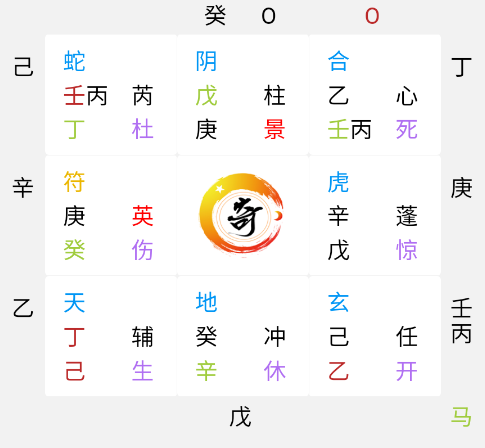 癸 O O
己 蛇 阴 合 丁
壬丙 芮 戊 柱 乙 心
丁 杜 庚 景 壬丙 死
辛 符 虎 庚
庚 英 奇 辛 蓬
癸 伤 戊 惊
乙 天 地 玄 壬丙
丁 辅 癸 冲 己 任
己 生 辛 休 乙 开
戊 马